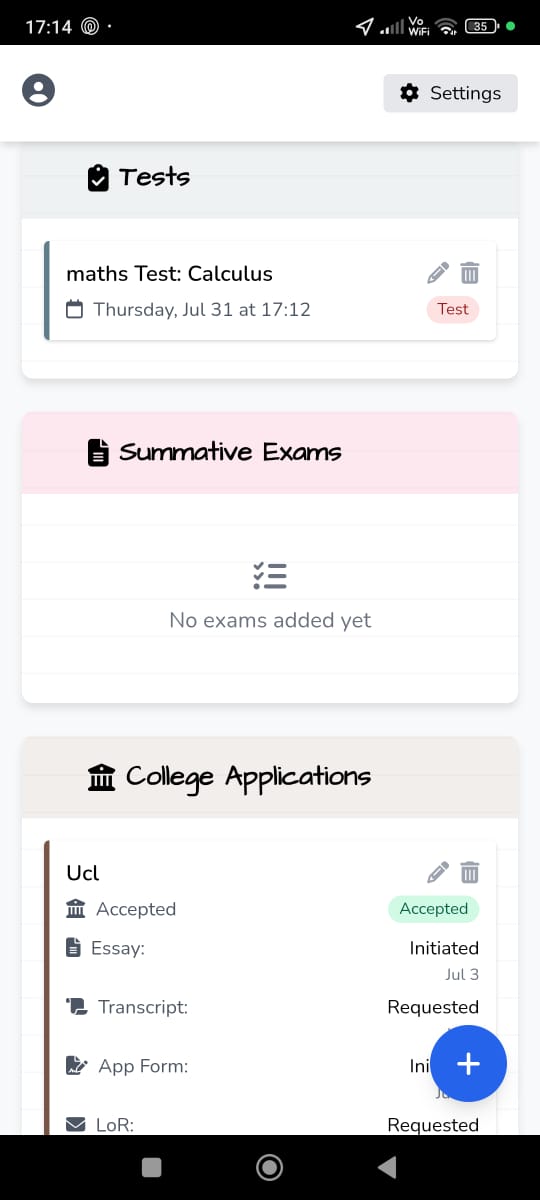 17:14
Vo
WiFi
35
Settings
Tests
maths Test: Calculus
Thursday, Jul 31 at 17:12
Test
Summative Exams
No exams added yet
College Applications
Ucl
Accepted
Accepted
Essay:
Initiated
Jul 3
Transcript:
Requested
App Form:
LoR:
Requested